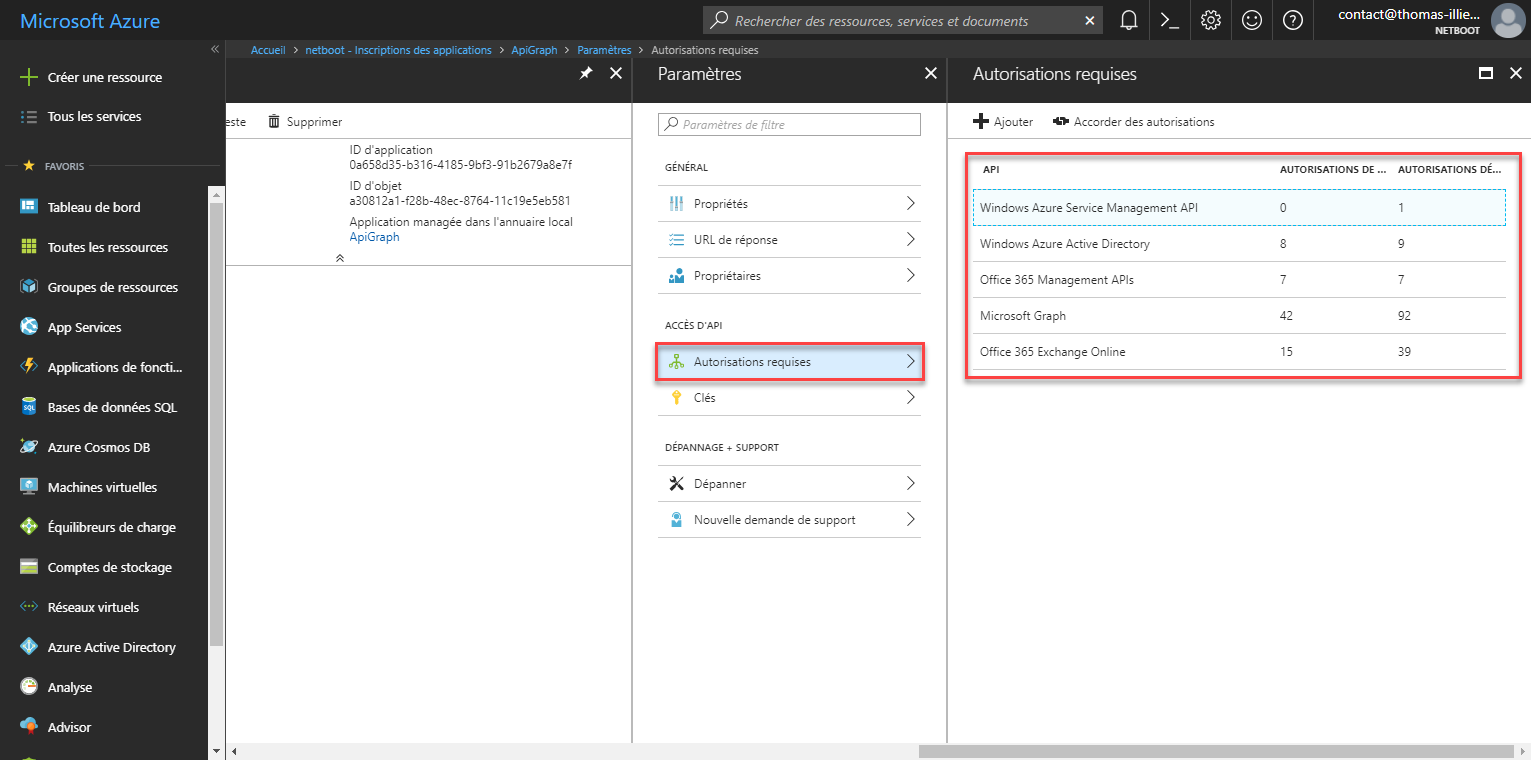 Microsoft Azure
Rechercher des ressources, services et documents
contact@thomas-illie...
NETBOOT
Accueil > netboot - Inscriptions des applications > ApiGraph > Paramètres > Autorisations requises
Créer une ressource
Tous les services
FAVORIS
Tableau de bord
Toutes les ressources
Groupes de ressources
App Services
Applications de foncti...
Bases de données SQL
Azure Cosmos DB
Machines virtuelles
Équilibreurs de charge
Comptes de stockage
Réseaux virtuels
Azure Active Directory
Analyse
Advisor
este
Supprimer
ID d'application
0a658d35-b316-4185-9bf3-91b2679a8e7f
ID d'objet
a30812a1-f28b-48ec-8764-11c19e5eb581
Application managée dans l'annuaire local
ApiGraph
Paramètres
Paramètres de filtre
GÉNÉRAL
Propriétés
URL de réponse
Propriétaires
ACCÈS D'API
Autorisations requises
Clés
DÉPANNAGE + SUPPORT
Dépanner
Nouvelle demande de support
Autorisations requises
Ajouter Accorder des autorisations
API AUTORISATIONS DE ... AUTORISATIONS DÉ...
Windows Azure Service Management API 0 1
Windows Azure Active Directory 8 9
Office 365 Management APIs 7 7
Microsoft Graph 42 92
Office 365 Exchange Online 15 39